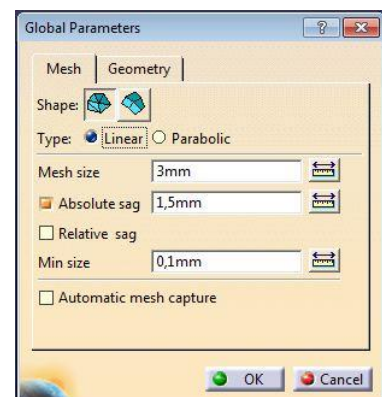 Global Parameters
Mesh Geometry
Shape:
Type: Linear Parabolic
Mesh size 3mm
Absolute sag 1,5mm
Relative sag
Min size 0,1mm
Automatic mesh capture
OK Cancel